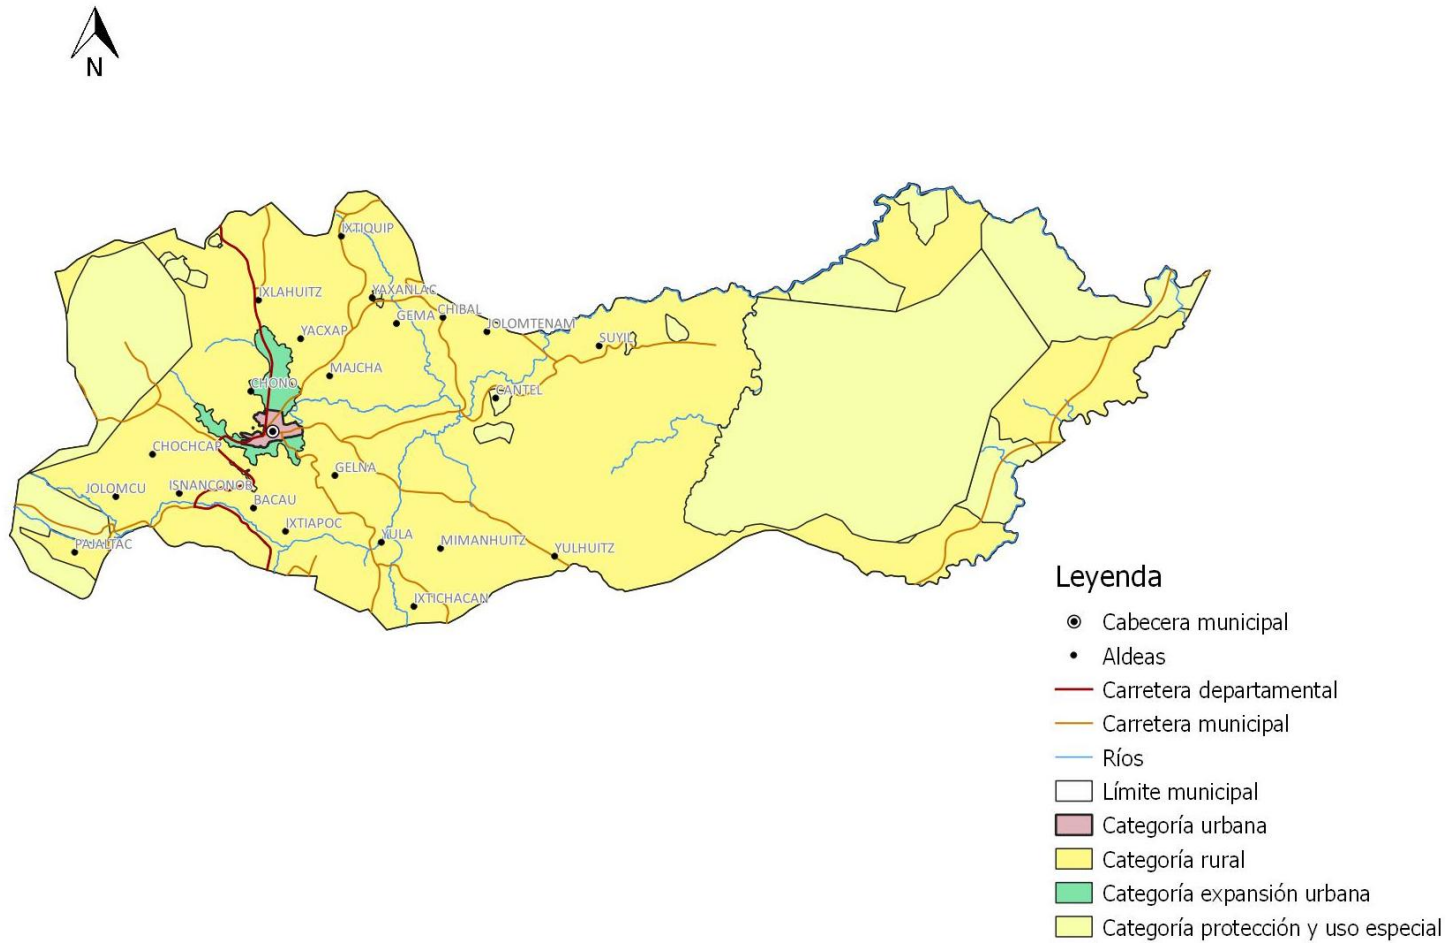 N
IXTIQUIP
IXLAHUITZ
YAXANLAC
GEMA
CHIBAL
JOLOMTENAM
YACXAP
SUYIL
MAJCHA
CHONO
CANTEL
CHOCHCAP
GELNA
JOLOMCU
ISNANCONOB
BACAU
IXTIAPOC
YULA
MIMANHUITZ
YULHUITZ
PAJALTAC
IXTICHACAN
Leyenda
Cabecera municipal
Aldeas
Carretera departamental
Carretera municipal
Ríos
Límite municipal
Categoría urbana
Categoría rural
Categoría expansión urbana
Categoría protección y uso especial